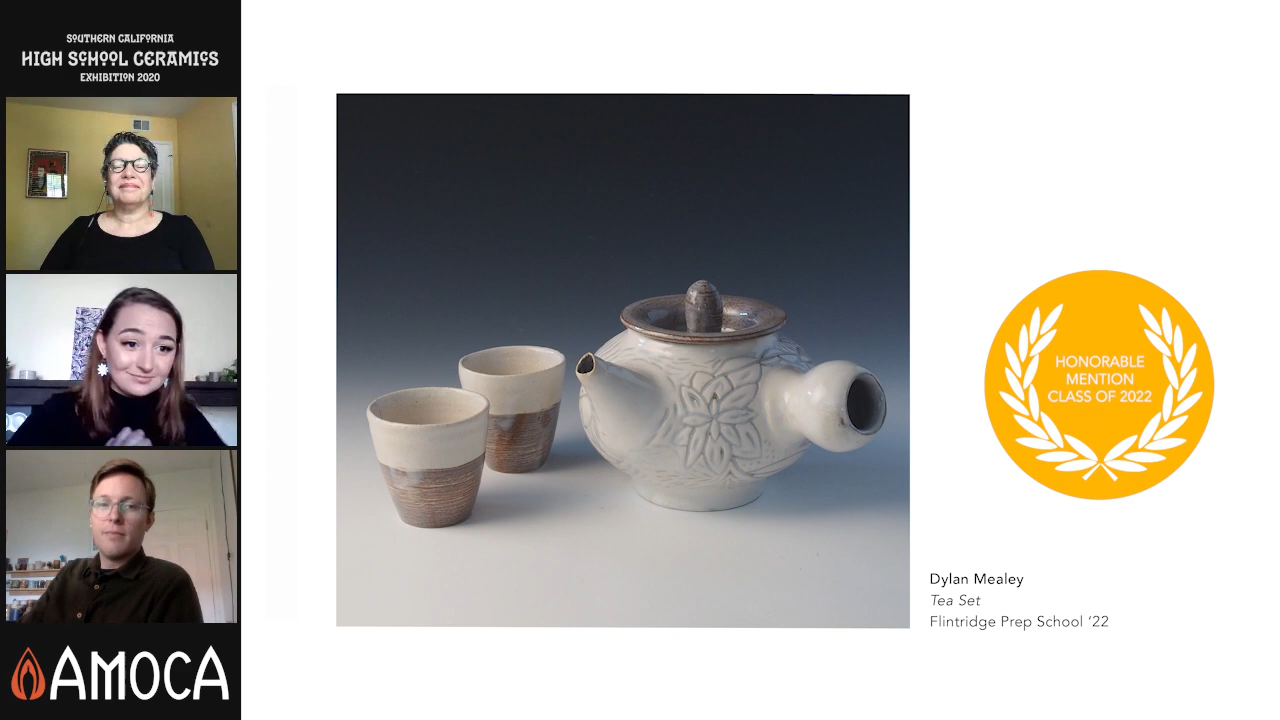 SOUTHERN CALIFORNIA
HIGH SCHOOL CERAMICS
EXHIBITION 2020
AMOCA
HONORABLE
MENTION
CLASS OF 2022
Dylan Mealey
Tea Set
Flintridge Prep School ’22